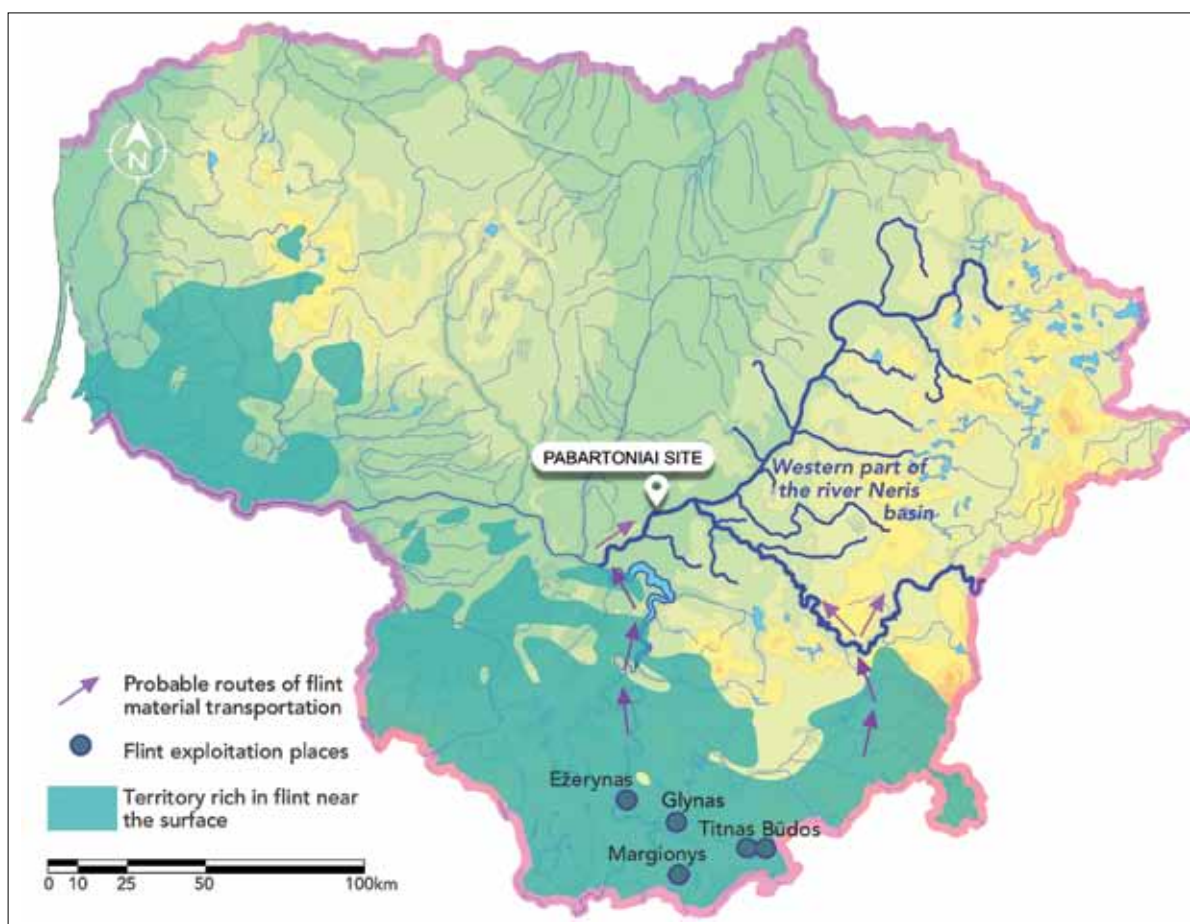 N
PABARTONIAI SITE
Western part of
the river Neris
basin
Probable routes of flint
material transportation
Flint exploitation places
Territory rich in flint near
the surface
Ežerynas
Glynas
Titnas Būdos
Margionys
0 10 25 50 100km